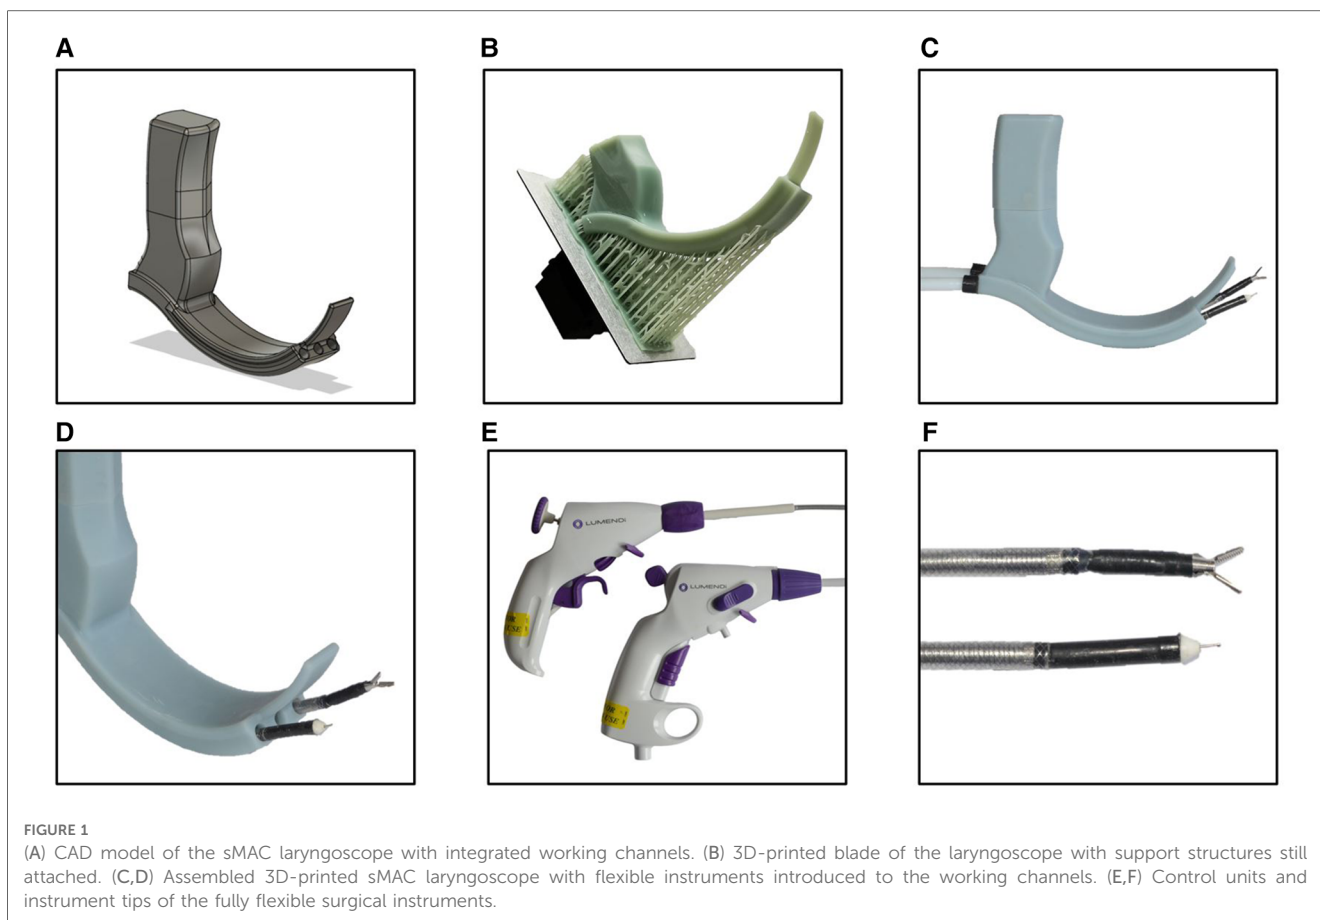 A
B
C
D
E
F
LUMENDI
LUMENDI
USE
USE
FIGURE 1
(A) CAD model of the sMAC laryngoscope with integrated working channels. (B) 3D-printed blade of the laryngoscope with support structures still
attached. (C,D) Assembled 3D-printed sMAC laryngoscope with flexible instruments introduced to the working channels. (E,F) Control units and
instrument tips of the fully flexible surgical instruments.